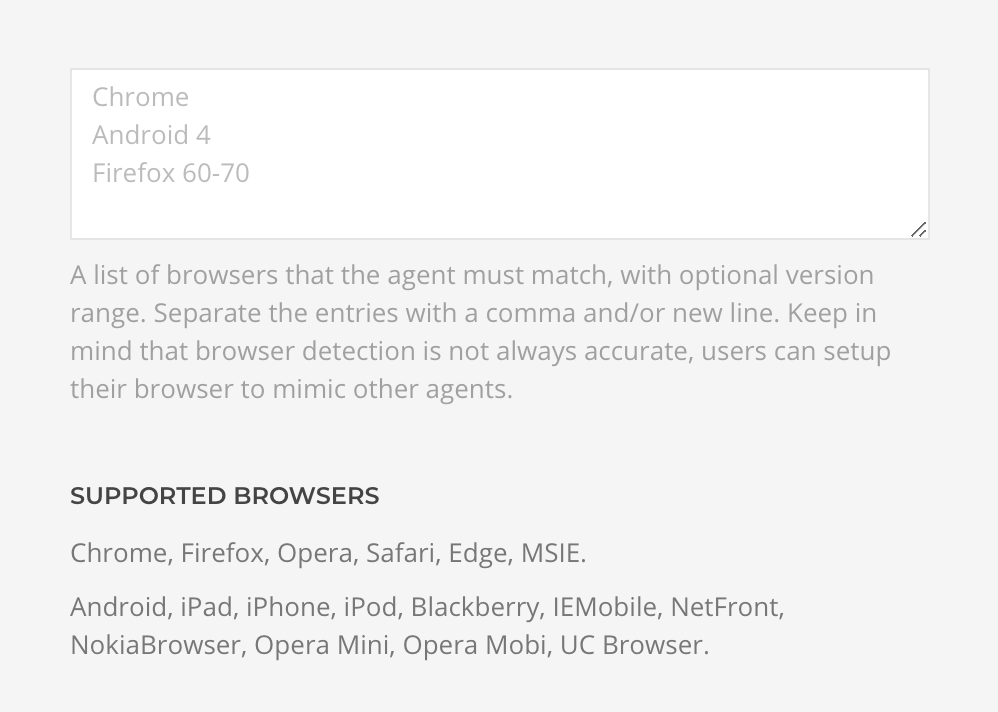 Chrome
Android 4
Firefox 60-70
A list of browsers that the agent must match, with optional version
range. Separate the entries with a comma and/or new line. Keep in
mind that browser detection is not always accurate, users can setup
their browser to mimic other agents.
SUPPORTED BROWSERS
Chrome, Firefox, Opera, Safari, Edge, MSIE.
Android, iPad, iPhone, iPod, Blackberry, IEMobile, NetFront,
NokiaBrowser, Opera Mini, Opera Mobi, UC Browser.